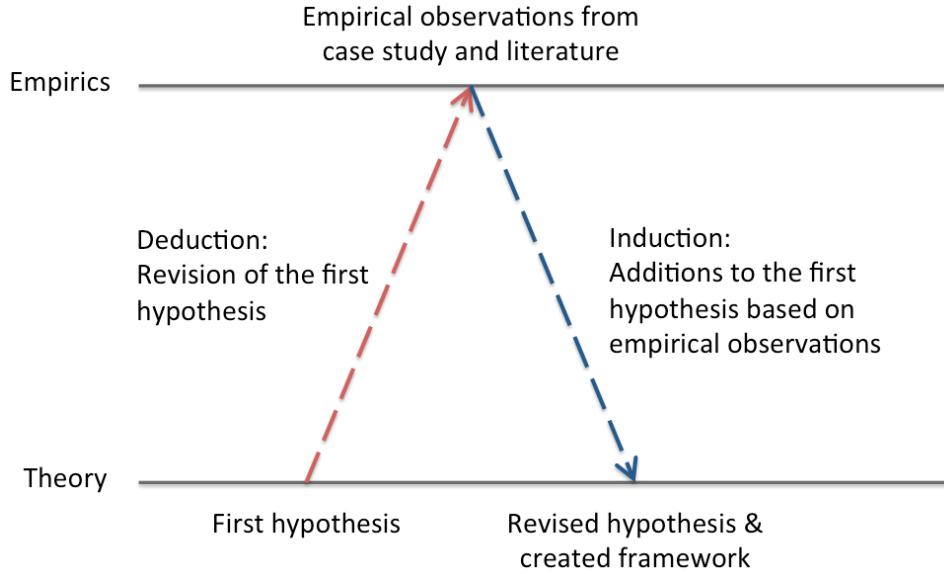 Empirical observations from
case study and literature
Empirics
Deduction:
Revision of the first
hypothesis
Induction:
Additions to the first
hypothesis based on
empirical observations
Theory
First hypothesis
Revised hypothesis &
created framework